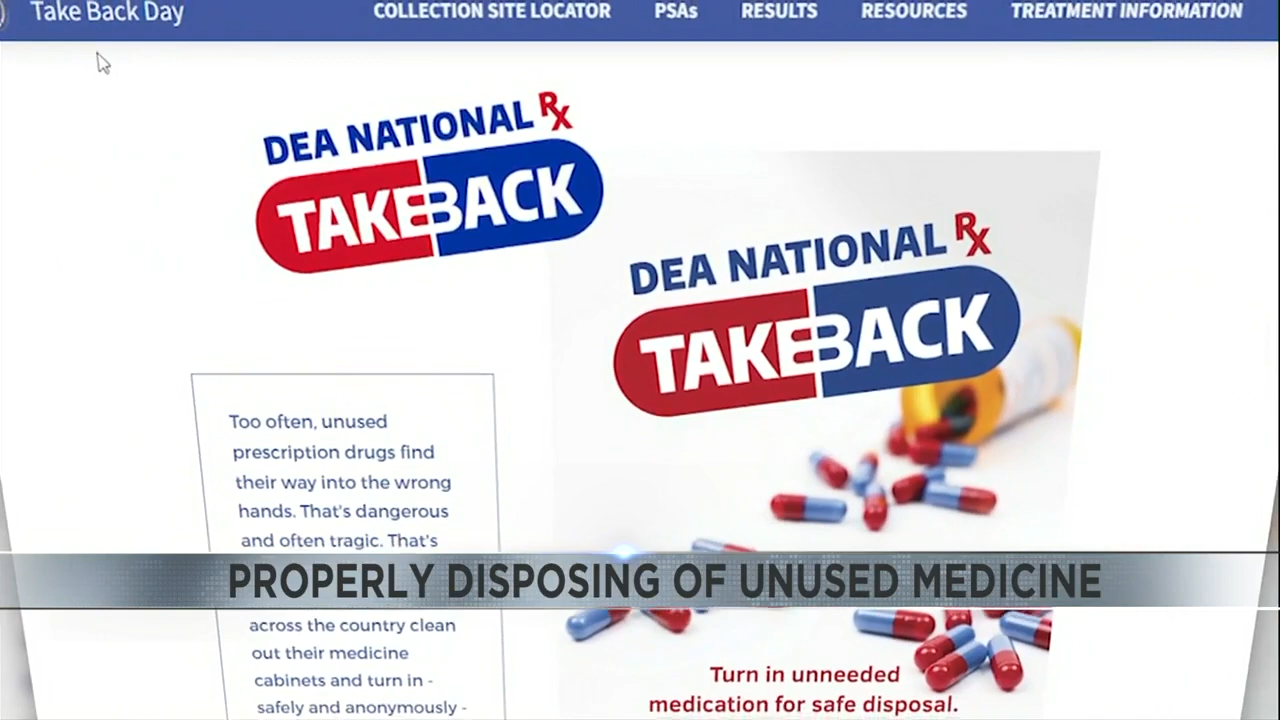 Take Back Day
COLLECTION SITE LOCATOR
PSAs
RESULTS
RESOURCES
TREATMENT INFORMATION
DEA NATIONAL Rx
TAKEBACK
DEA NATIONAL Rx
TAKEBACK
Too often, unused
prescription drugs find
their way into the wrong
hands. That's dangerous
and often tragic. That's
PROPERLY DISPOSING OF UNUSED MEDICINE
across the country clean
out their medicine
cabinets and turn in -
safely and anonymously -
Turn in unneeded
medication for safe disposal.